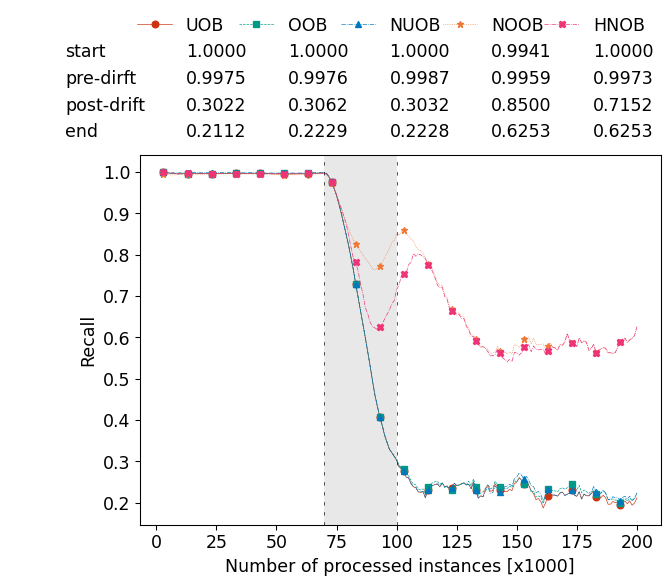 UOB OOB NUOB NOOB HNOB
start 1.0000 1.0000 1.0000 0.9941 1.0000
pre-dirft 0.9975 0.9976 0.9987 0.9959 0.9973
post-drift 0.3022 0.3062 0.3032 0.8500 0.7152
end 0.2112 0.2229 0.2228 0.6253 0.6253
1.0
0.9
0.8
0.7
0.6
0.5
0.4
0.3
0.2
Recall
0 25 50 75 100 125 150 175 200
Number of processed instances [x1000]